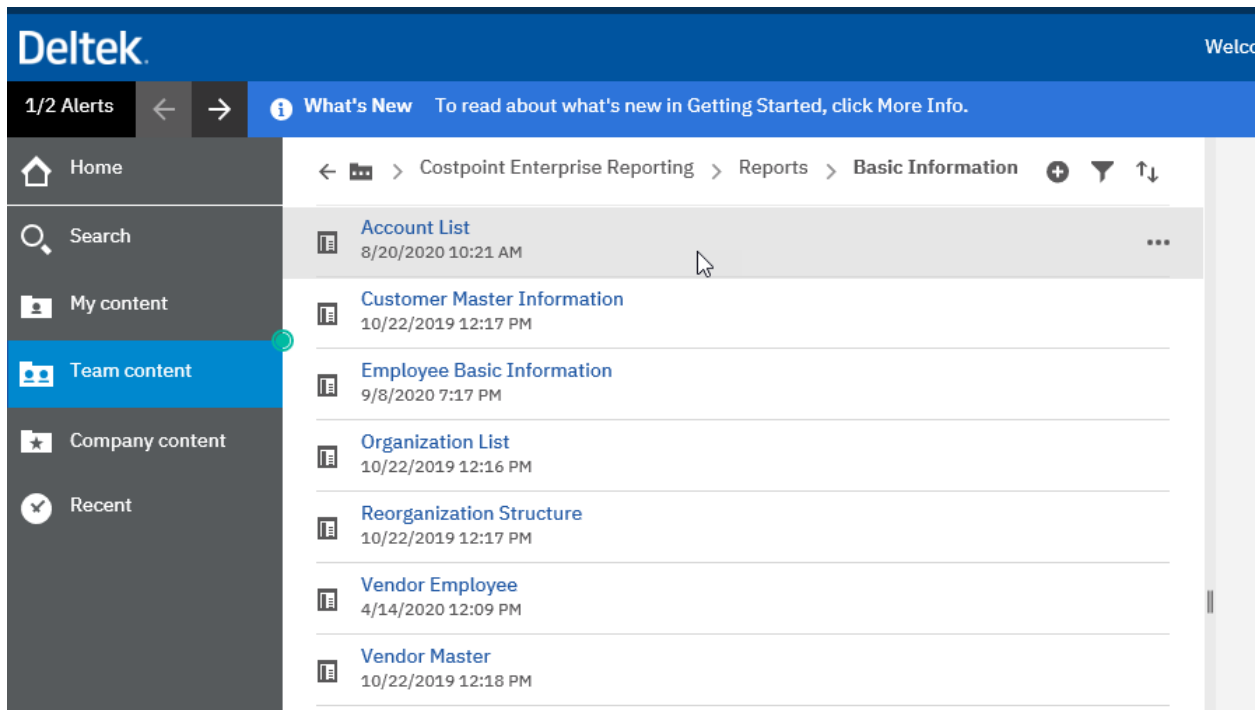 Deltek.
Welco
1/2 Alerts
What's New To read about what's new in Getting Started, click More Info.
Home
Search
My content
Team content
Company content
Recent
Costpoint Enterprise Reporting > Reports > Basic Information
Account List
8/20/2020 10:21 AM
Customer Master Information
10/22/2019 12:17 PM
Employee Basic Information
9/8/2020 7:17 PM
Organization List
10/22/2019 12:16 PM
Reorganization Structure
10/22/2019 12:17 PM
Vendor Employee
4/14/2020 12:09 PM
Vendor Master
10/22/2019 12:18 PM